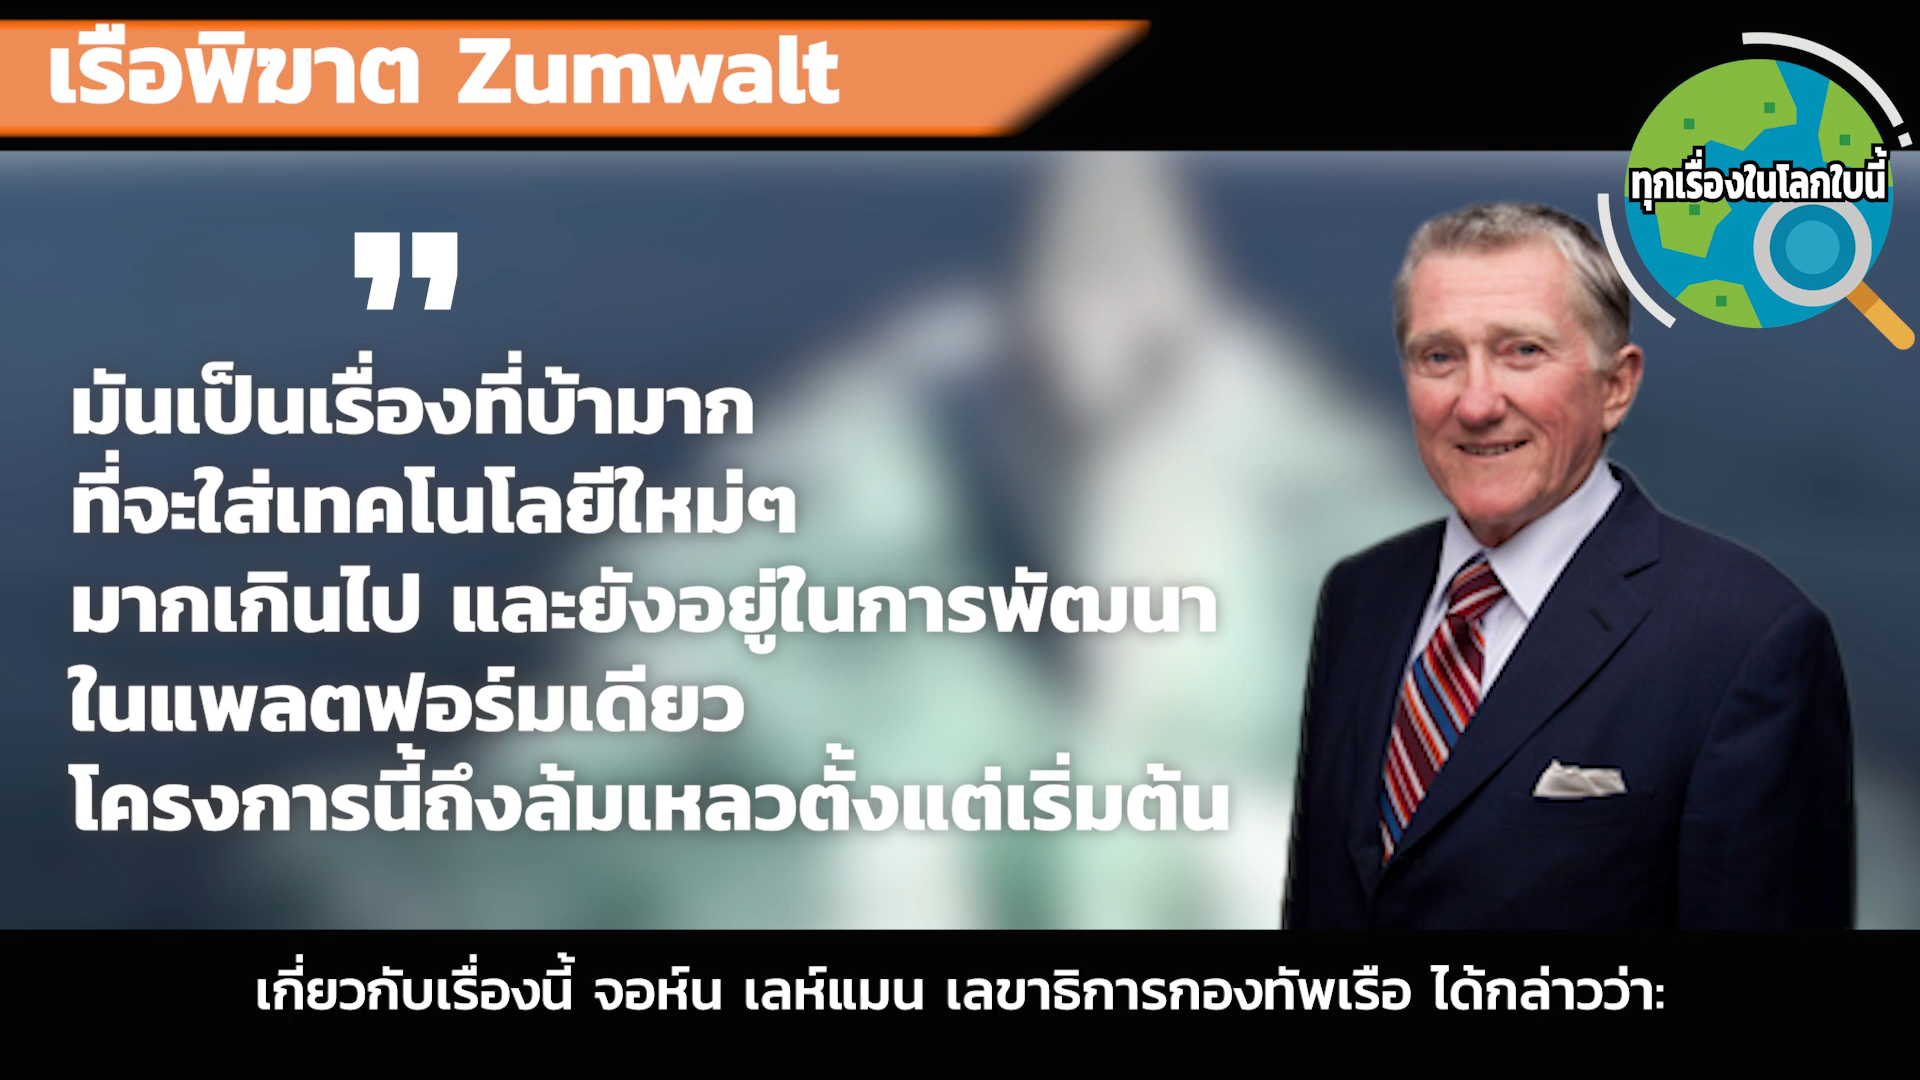 เรือพิฆาต Zumwalt
ทุกเรื่องในโลกใบนี้
"
มันเป็นเรื่องที่บ้ามาก
ที่จะใส่เทคโนโลยีใหม่ๆ
มากเกินไป และยังอยู่ในการพัฒนา
ในแพลตฟอร์มเดียว
โครงการนี้ถึงล้มเหลวตั้งแต่เริ่มต้น
เกี่ยวกับเรื่องนี้ จอห์น เลห์แมน เลขาธิการกองทัพเรือ ได้กล่าวว่า: